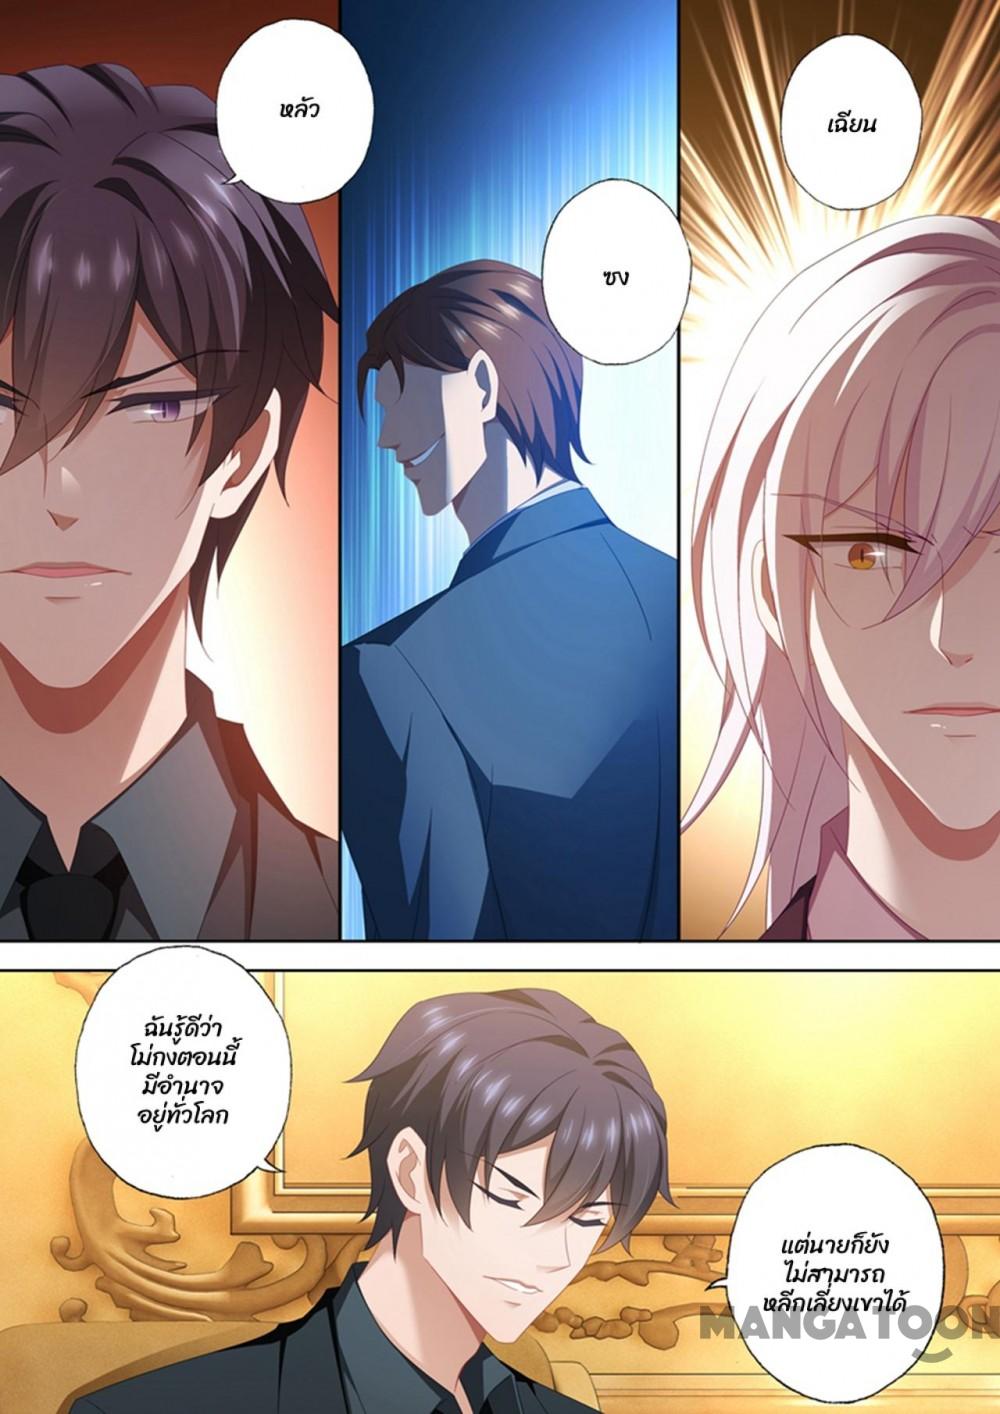 หลัว
ซง
เฉียน
ฉันรู้ดีว่า
โม่กงตอนนี้
มีอำนาจ
อยู่ทั่วโลก
แต่นายก็ยัง
ไม่สามารถ
หลีกเลี่ยงเขาได้
MANGATOON